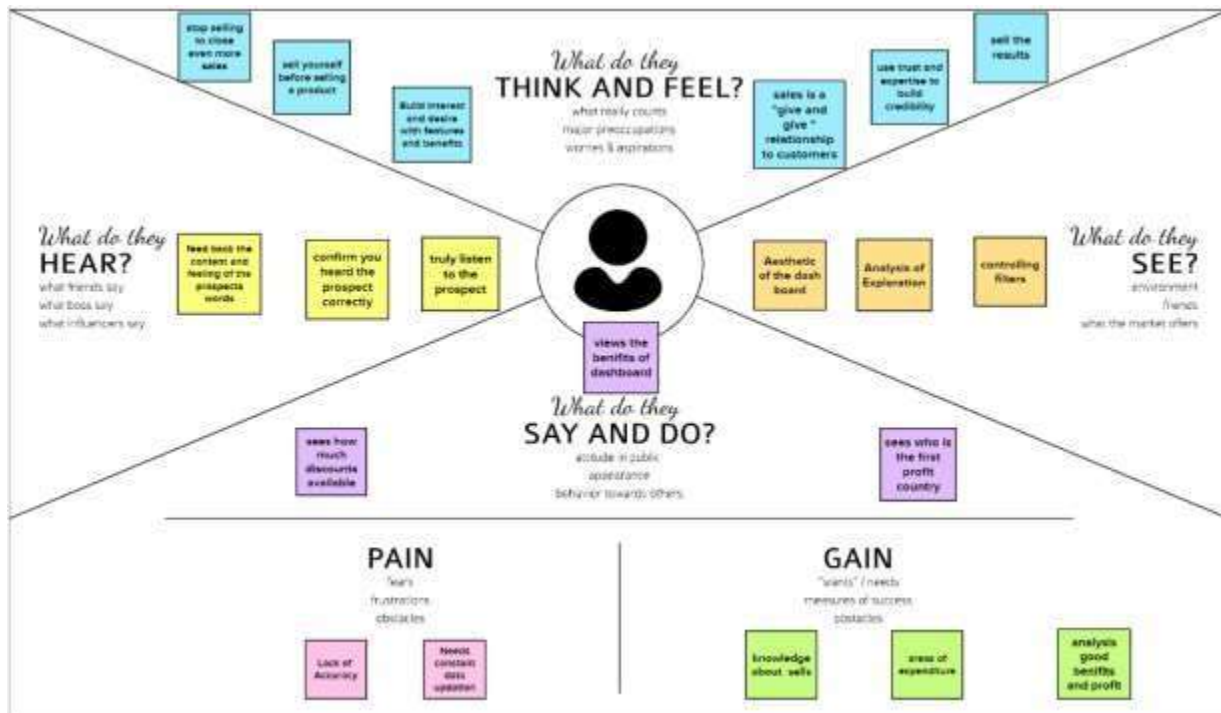 stop selling
to close
even more
sales
sell yourself
before selling
a product
Build interest
and desire
with features
and benefits
What do they
THINK AND FEEL?
what really counts
major preoccupations
worries & aspirations
sales is a
"give and
give "
relationship
to customers
use trust and
expertise to
build
credibility
sell the
results
What do they
HEAR?
what friends say
what boss say
what influencers say
feed back the
content and
feeling of the
prospects
words
confirm you
heard the
prospect
correctly
truly listen
to the
prospect
Aesthetic
of the dash
board
Analysis of
Exploration
controlling
filters
What do they
SEE?
environment
friends
what the market offers
views the
benifits of
dashboard
What do they
SAY AND DO?
attitude in public
appearance
behavior towards others
sees how
much
discounts
available
sees who is
the first
profit
country
PAIN
fears
frustrations
obstacles
Lack of
Accuracy
Needs
constant
data
updation
GAIN
"wants" / needs
measures of success
obstacles
knowledge
about sells
areas of
expenditure
analysis
good
benifits
and profit